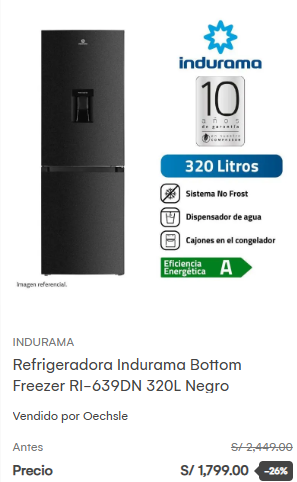 indurama
10
años
de garantía
320 Litros
Sistema No Frost
Dispensador de agua
Cajones en el congelador
Eficiencia
Energética
A
Imagen referencial.
INDURAMA
Refrigeradora Indurama Bottom
Freezer RI-639DN 320L Negro
Vendido por Oechsle
Antes S/ 2,449.00
Precio S/ 1,799.00 -26%